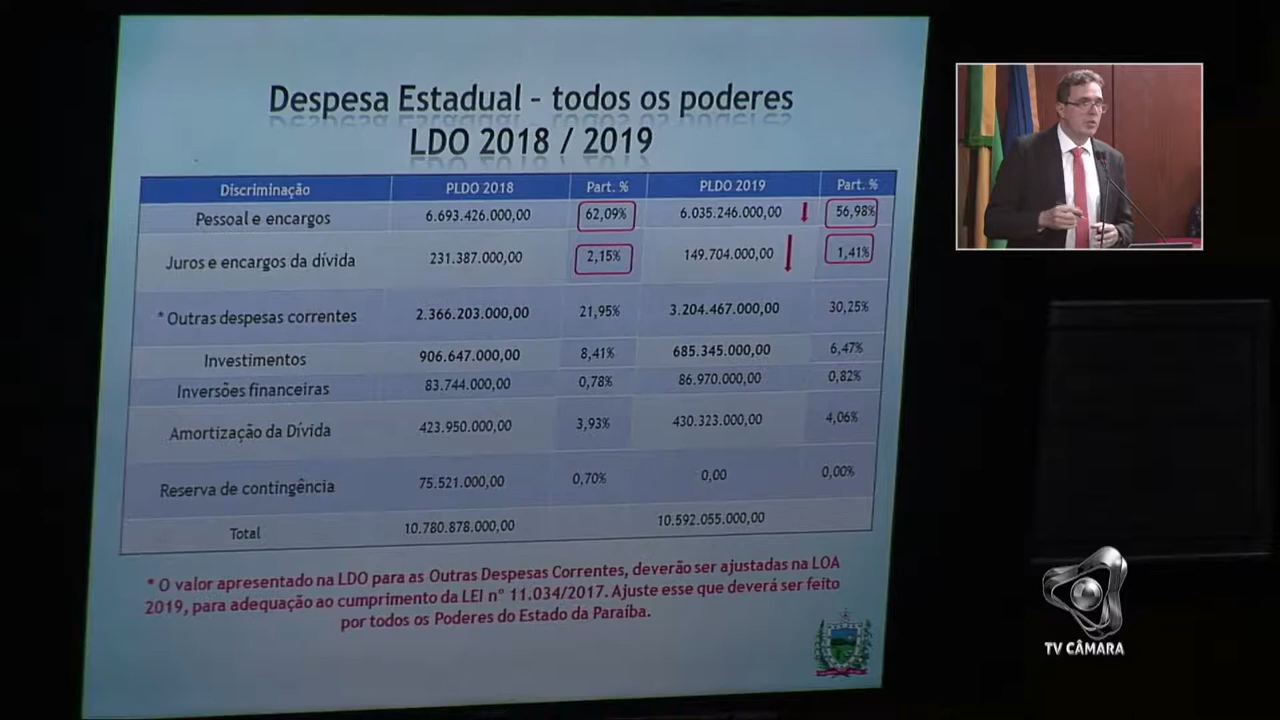 Despesa Estadual - todos os poderes
LDO 2018 / 2019
Discriminação PLDO 2018 Part. % PLDO 2019 Part. %
Pessoal e encargos 6.693.426.000,00 62,09% 6.035.246.000,00 56,98%
Juros e encargos da dívida 231.387.000,00 2,15% 149.704.000,00 1,41%
* Outras despesas correntes 2.366.203.000,00 21,95% 3.204.467.000,00 30,25%
Investimentos 906.647.000,00 8,41% 685.345.000,00 6,47%
Inversões financeiras 83.744.000,00 0,78% 86.970.000,00 0,82%
Amortização da Dívida 423.950.000,00 3,93% 430.323.000,00 4,06%
Reserva de contingência 75.521.000,00 0,70% 0,00 0,00%
Total 10.780.878.000,00 10.592.055.000,00
* O valor apresentado na LDO para as Outras Despesas Correntes, deverão ser ajustadas na LOA
2019, para adequação ao cumprimento da LEI nº 11.034/2017. Ajuste esse que deverá ser feito
por todos os Poderes do Estado da Paraíba.
TV CÂMARA